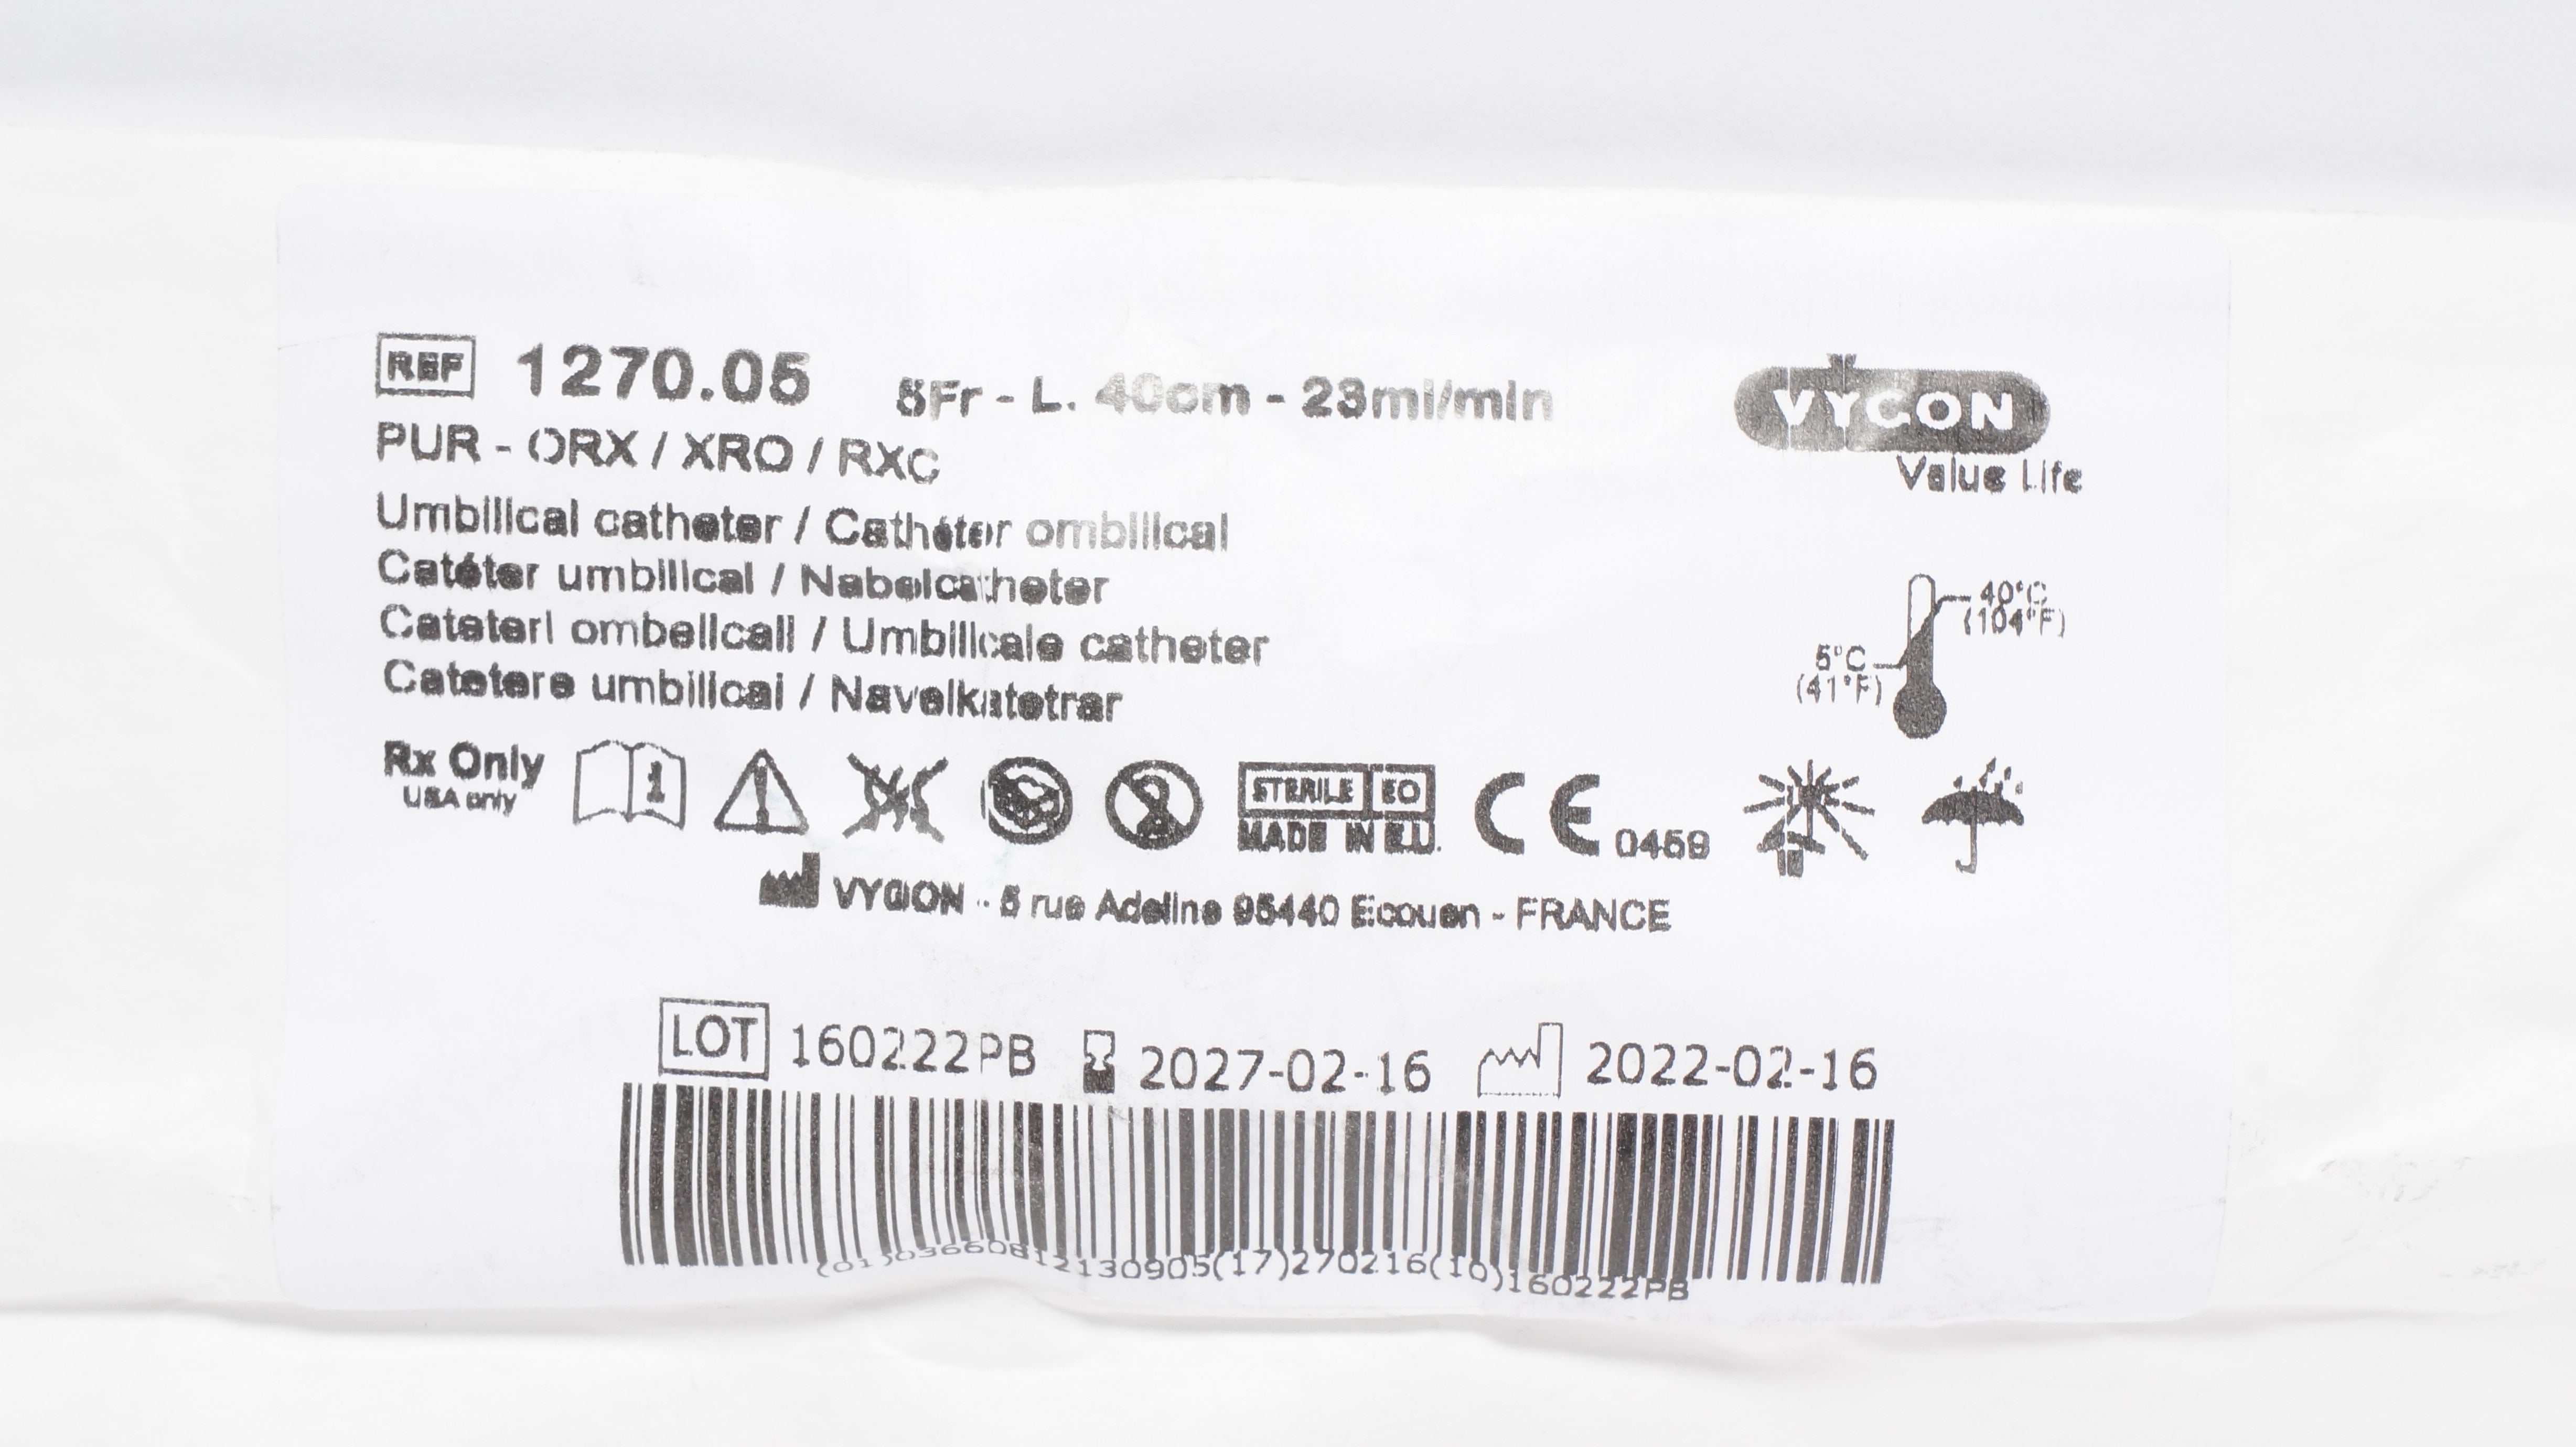 REF 1270.05 5Fr - L. 40cm - 23ml/min
VYGON
Value Life
PUR - ORX / XRO / RXO
Umbilical catheter / Cathéter ombilical
Catéter umbilical / Nabelcatheter
Cateteri ombelicali / Umbilicale catheter
Catetere umbilical / Navelkatetrar
40°C
(104°F)
5°C
(41°F)
Rx Only
USA only
1
2
STERILE EO
MADE IN E.U.
CE 0459
VYGON - 5 rue Adeline 95440 Ecouen - FRANCE
LOT 160222PB 2027-02-16 2022-02-16
(01)03660812130905(17)270216(10)160222PB